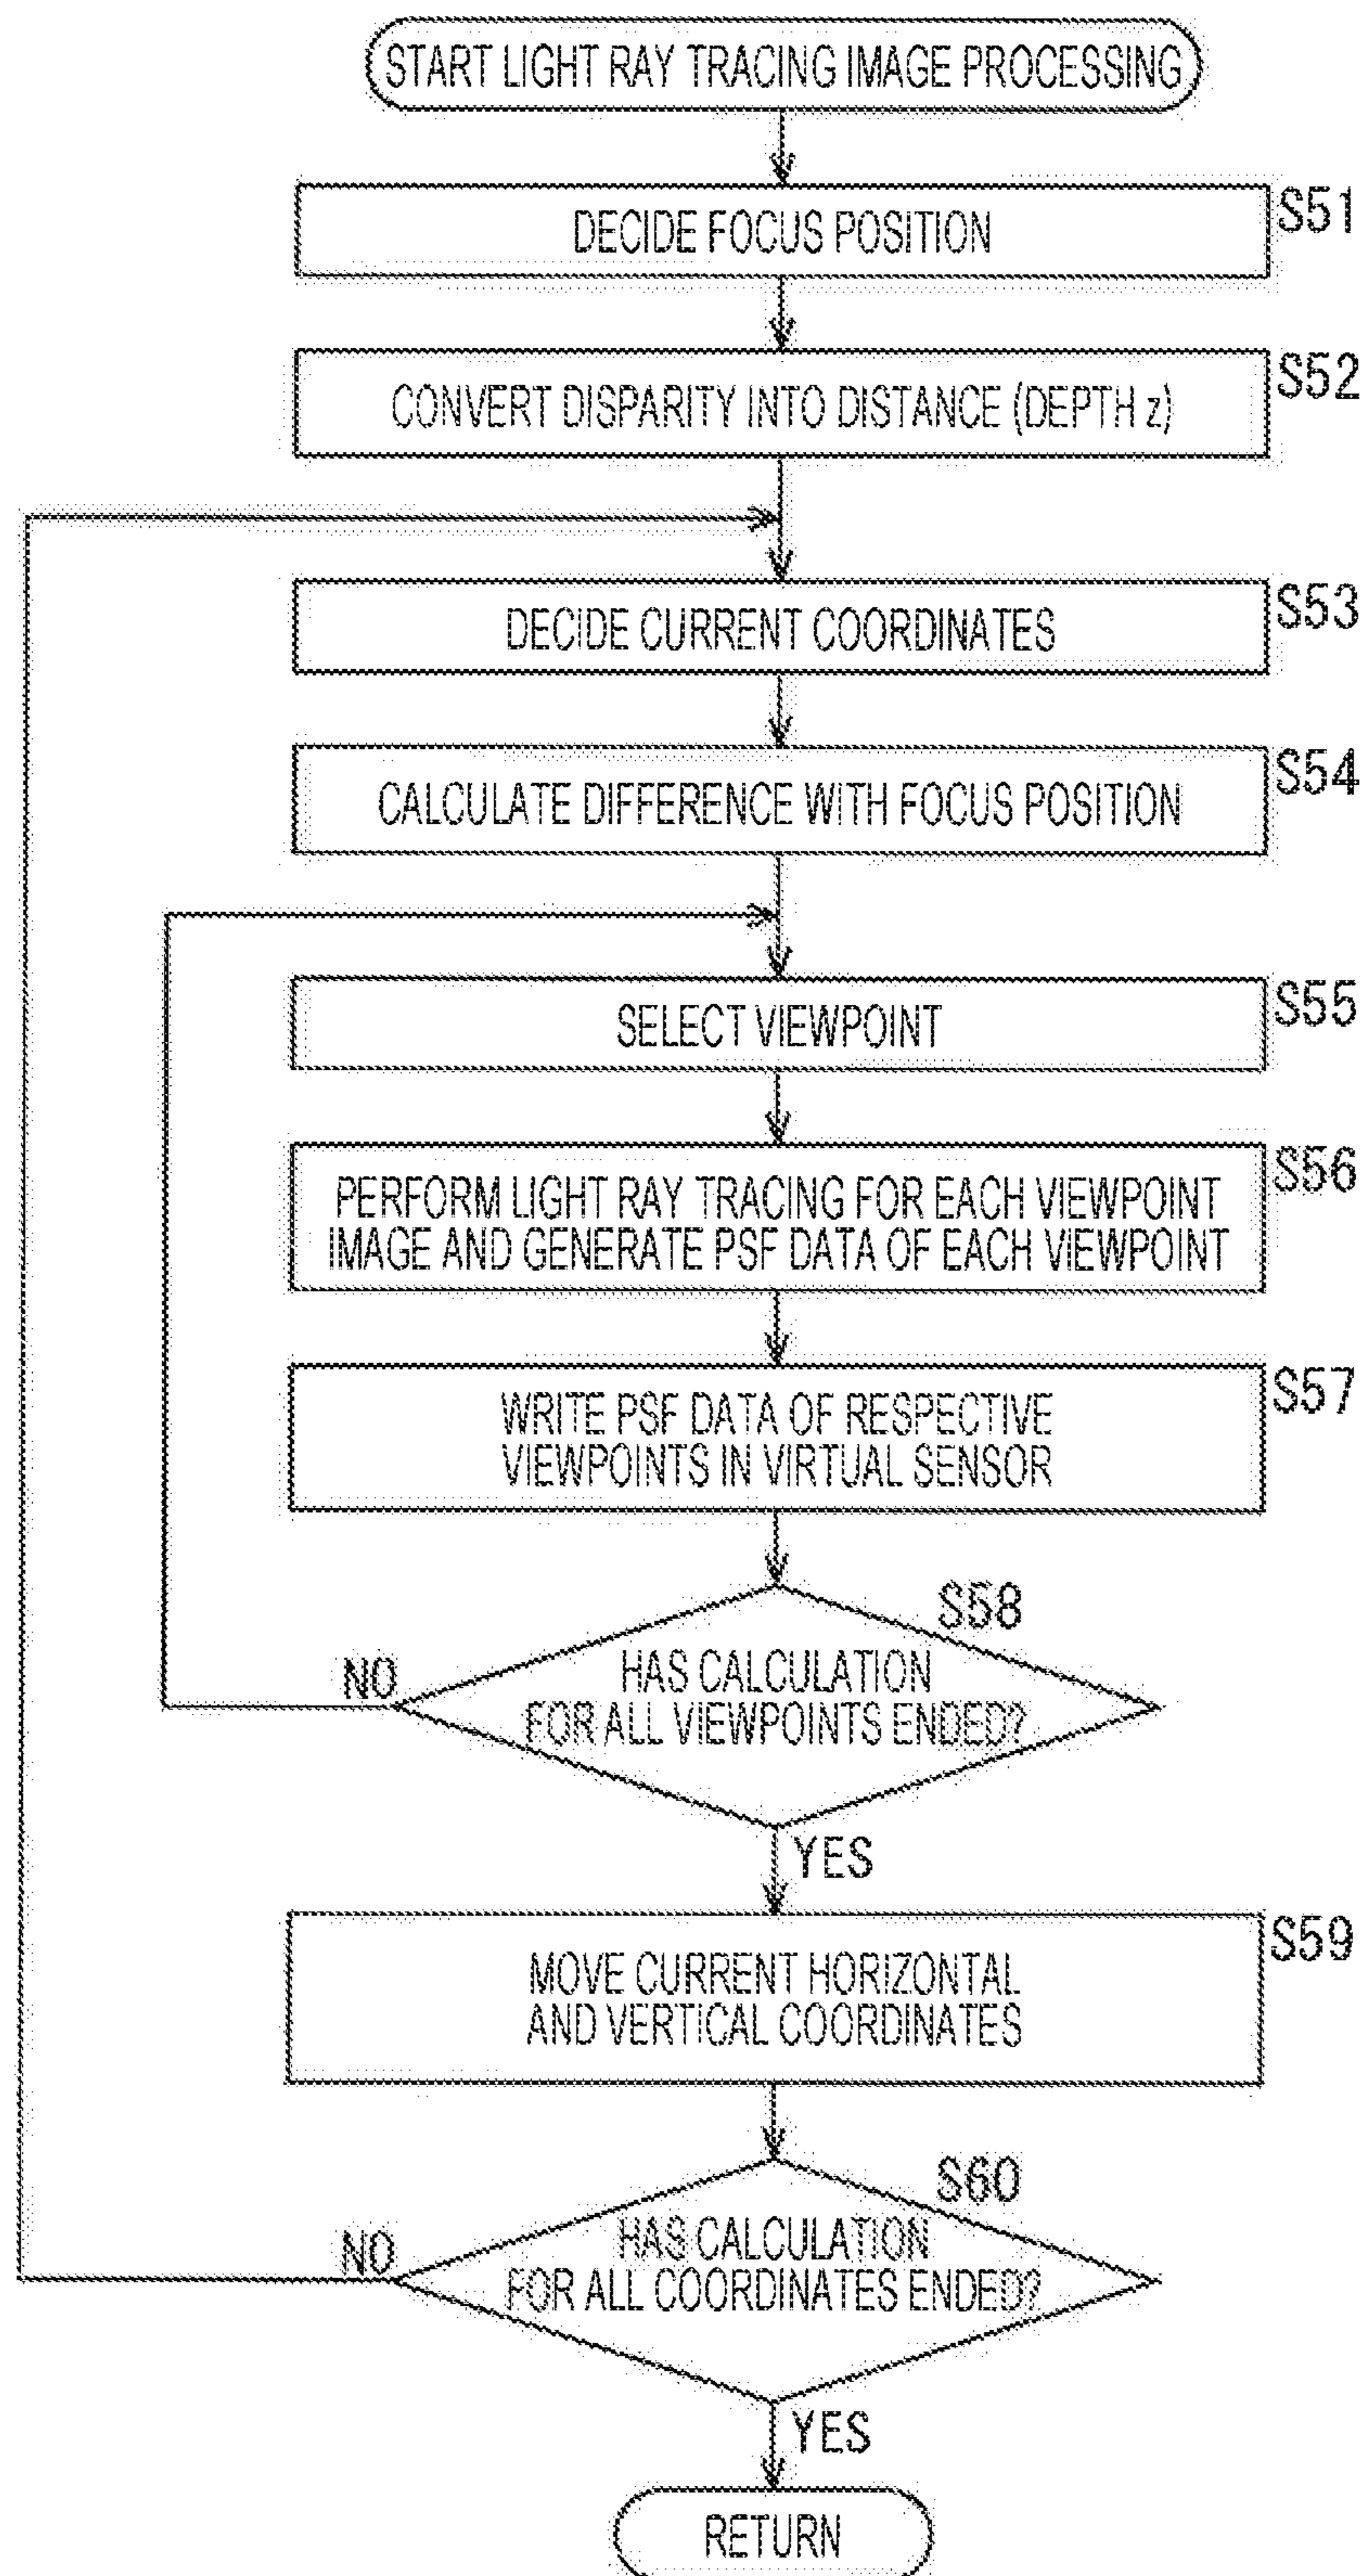 START LIGHT RAY TRACING IMAGE PROCESSING
DECIDE FOCUS POSITION
S51
CONVERT DISPARITY INTO DISTANCE (DEPTH z)
S52
DECIDE CURRENT COORDINATES
S53
CALCULATE DIFFERENCE WITH FOCUS POSITION
S54
SELECT VIEWPOINT
S55
PERFORM LIGHT RAY TRACING FOR EACH VIEWPOINT
IMAGE AND GENERATE PSF DATA OF EACH VIEWPOINT
S56
WRITE PSF DATA OF RESPECTIVE
VIEWPOINTS IN VIRTUAL SENSOR
S57
S58
HAS CALCULATION
FOR ALL VIEWPOINTS ENDED?
NO
YES
MOVE CURRENT HORIZONTAL
AND VERTICAL COORDINATES
S59
S60
HAS CALCULATION
FOR ALL COORDINATES ENDED?
NO
YES
RETURN